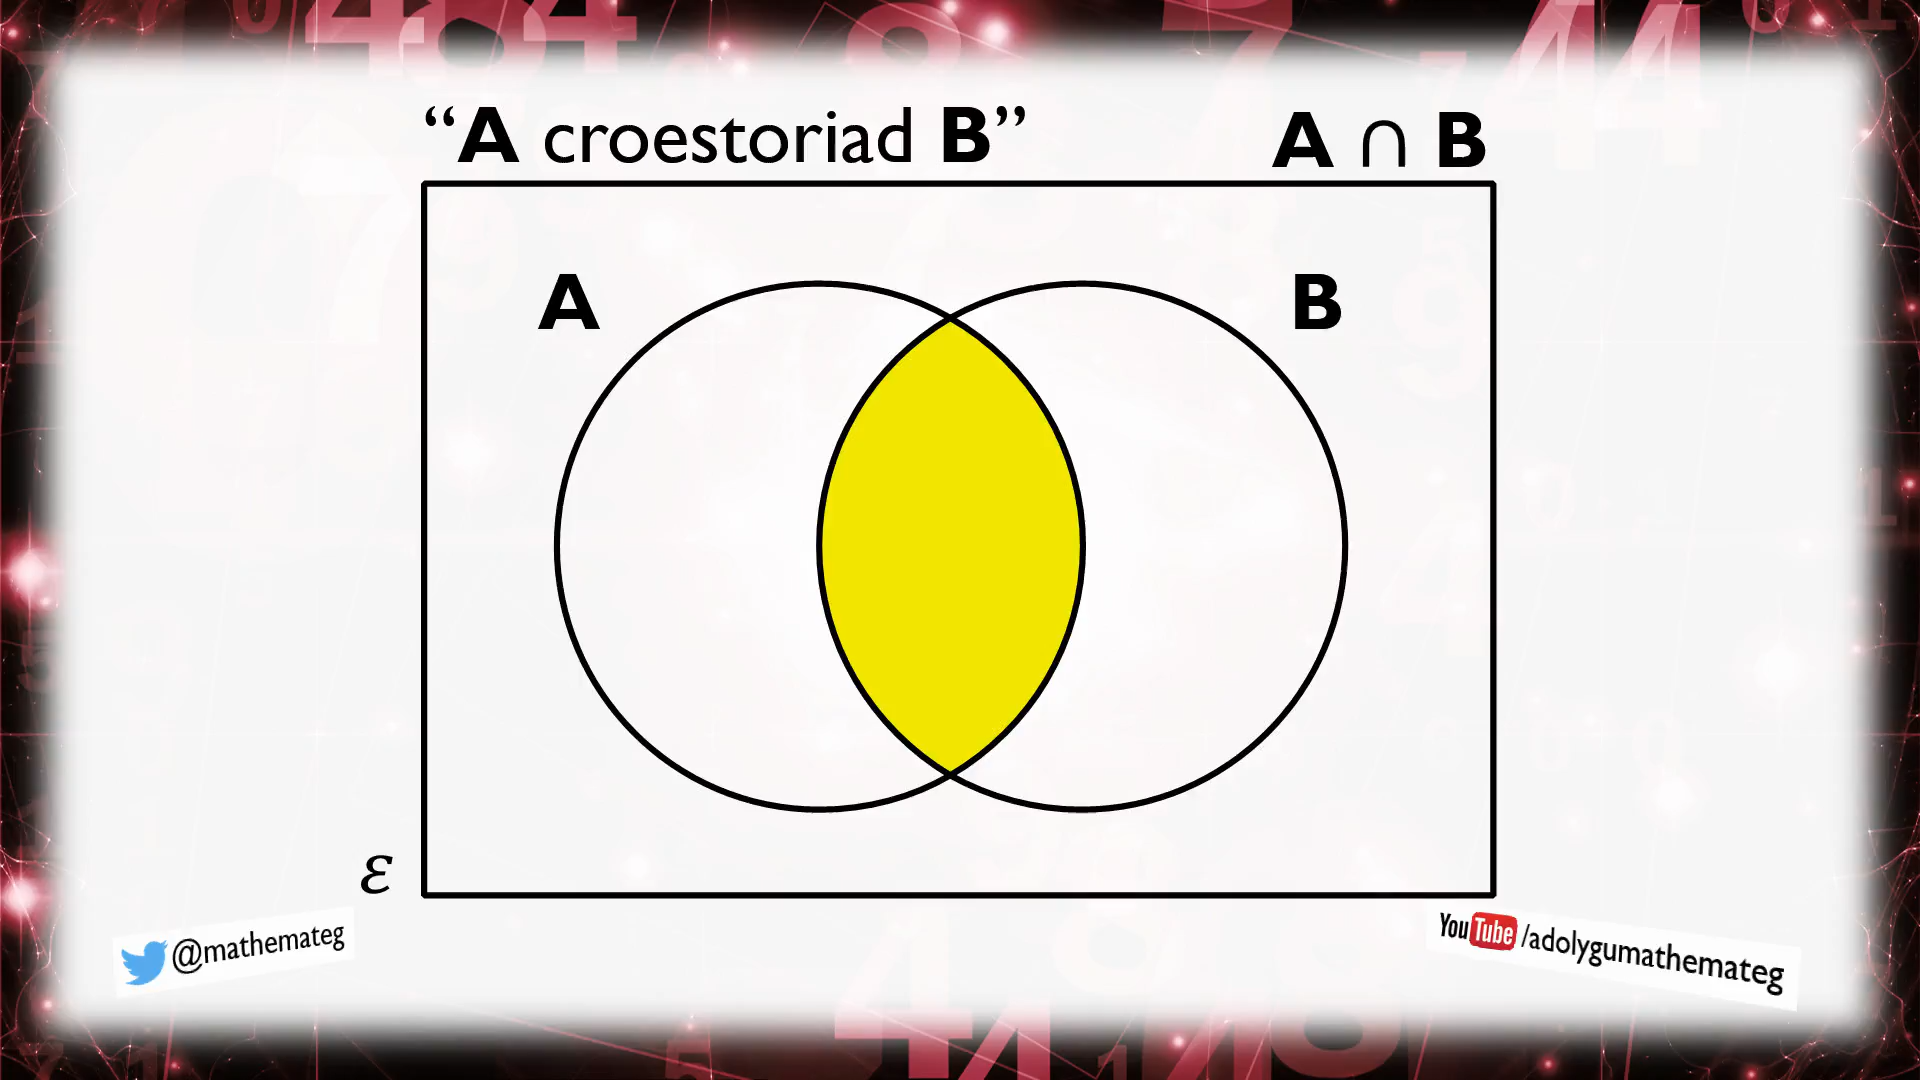 “A croestoriad B”
A ∩ B
A
B
ε
@mathemateg
YouTube /adolygumathemateg